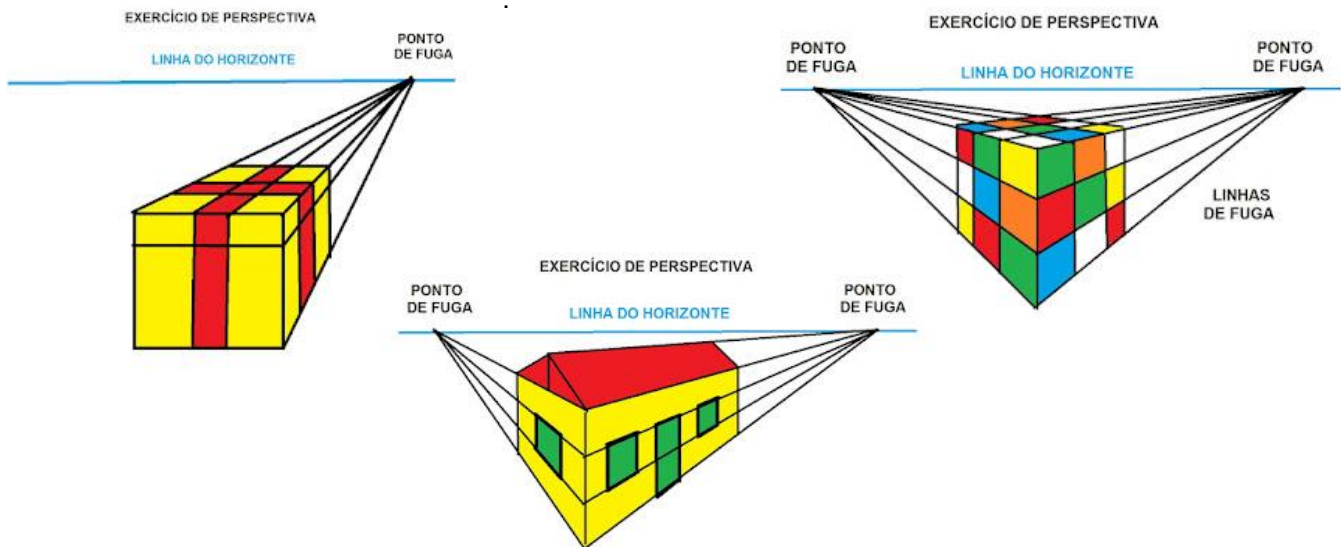 EXERCÍCIO DE PERSPECTIVA
PONTO
DE FUGA
LINHA DO HORIZONTE
EXERCÍCIO DE PERSPECTIVA
PONTO
DE FUGA
LINHA DO HORIZONTE
PONTO
DE FUGA
LINHAS
DE FUGA
EXERCÍCIO DE PERSPECTIVA
PONTO
DE FUGA
LINHA DO HORIZONTE
PONTO
DE FUGA